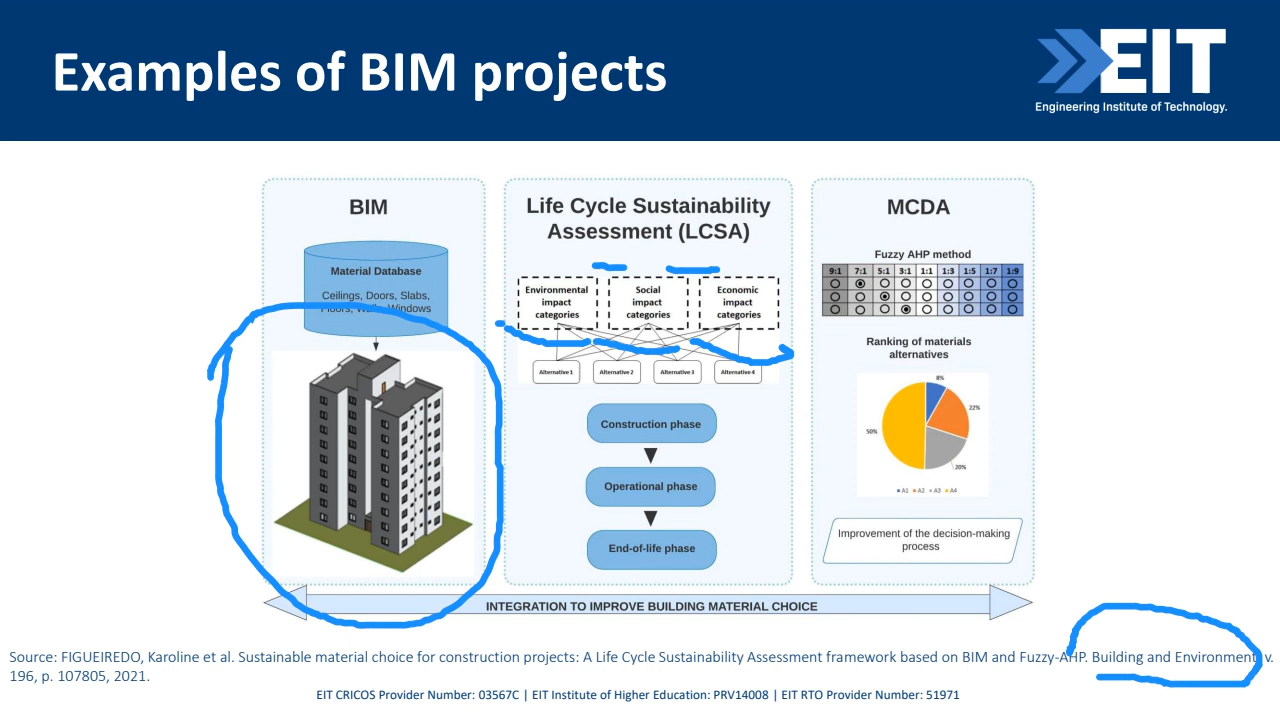 Examples of BIM projects
EIT
Engineering Institute of Technology.
BIM
Material Database
Ceilings, Doors, Slabs,
Floors, Walls, Windows
Life Cycle Sustainability
Assessment (LCSA)
Environmental
impact
categories
Social
impact
categories
Economic
impact
categories
Alternative 1
Alternative 2
Alternative 3
Alternative 4
Construction phase
Operational phase
End-of-life phase
MCDA
Fuzzy AHP method
9:1 7:1 5:1 3:1 1:1 1:3 1:5 1:7 1:9
Ranking of materials
alternatives
8%
22%
50%
20%
A1 A2 A3 A4
Improvement of the decision-making
process
INTEGRATION TO IMPROVE BUILDING MATERIAL CHOICE
Source: FIGUEIREDO, Karoline et al. Sustainable material choice for construction projects: A Life Cycle Sustainability Assessment framework based on BIM and Fuzzy-AHP. Building and Environment, v.
196, p. 107805, 2021.
EIT CRICOS Provider Number: 03567C | EIT Institute of Higher Education: PRV14008 | EIT RTO Provider Number: 51971